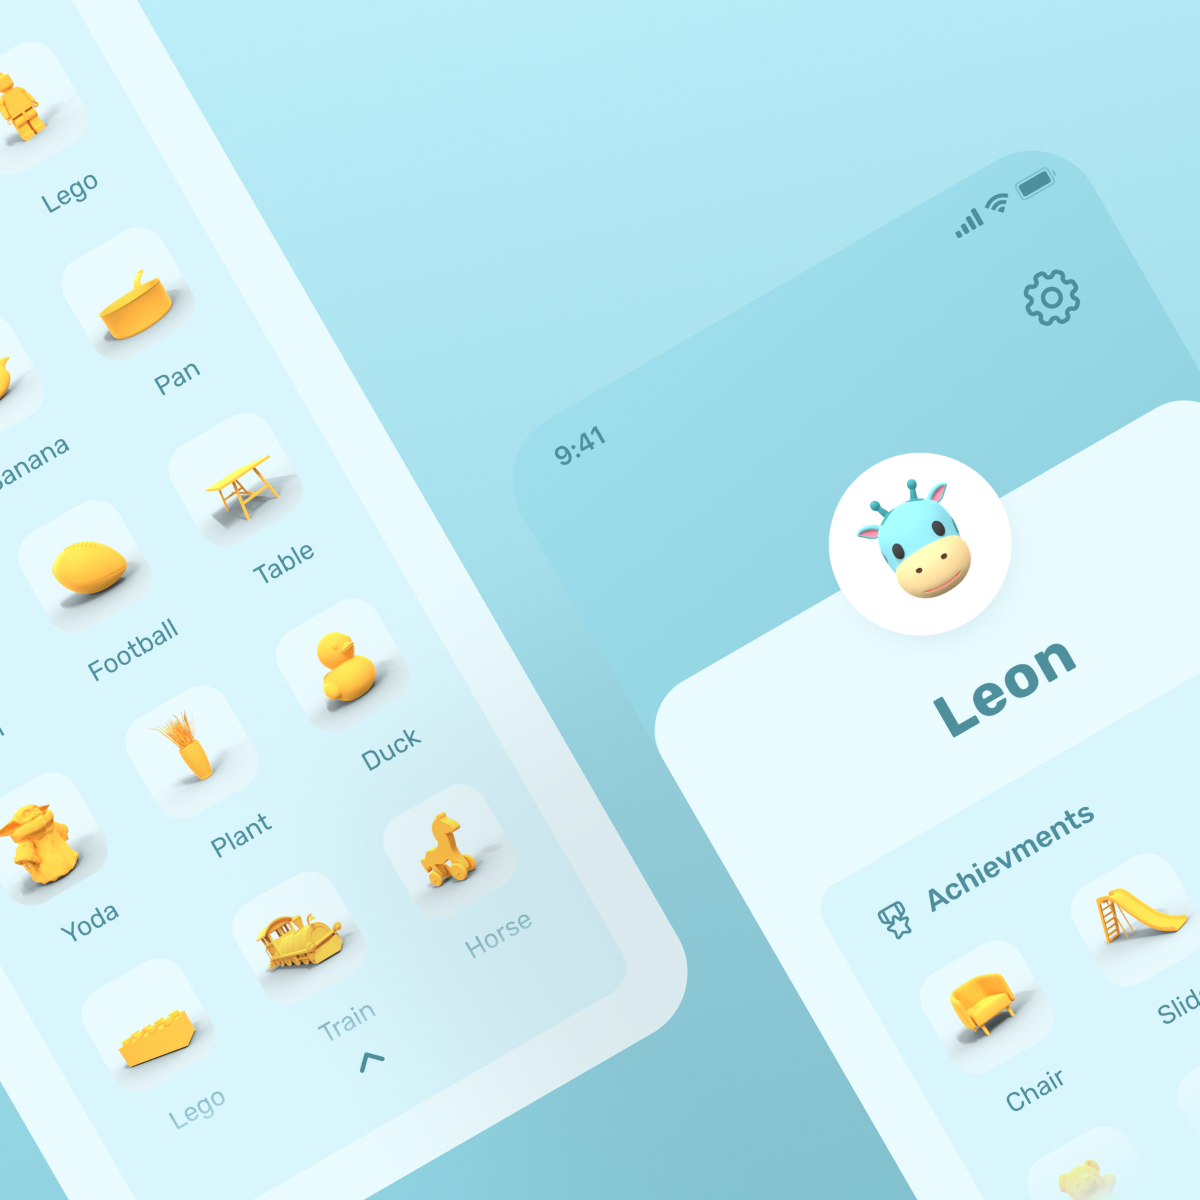 Lego
Pan
anana
Table
Football
Duck
Plant
Yoda
Horse
Train
Lego
9:41
Leon
Achievments
Slid
Chair